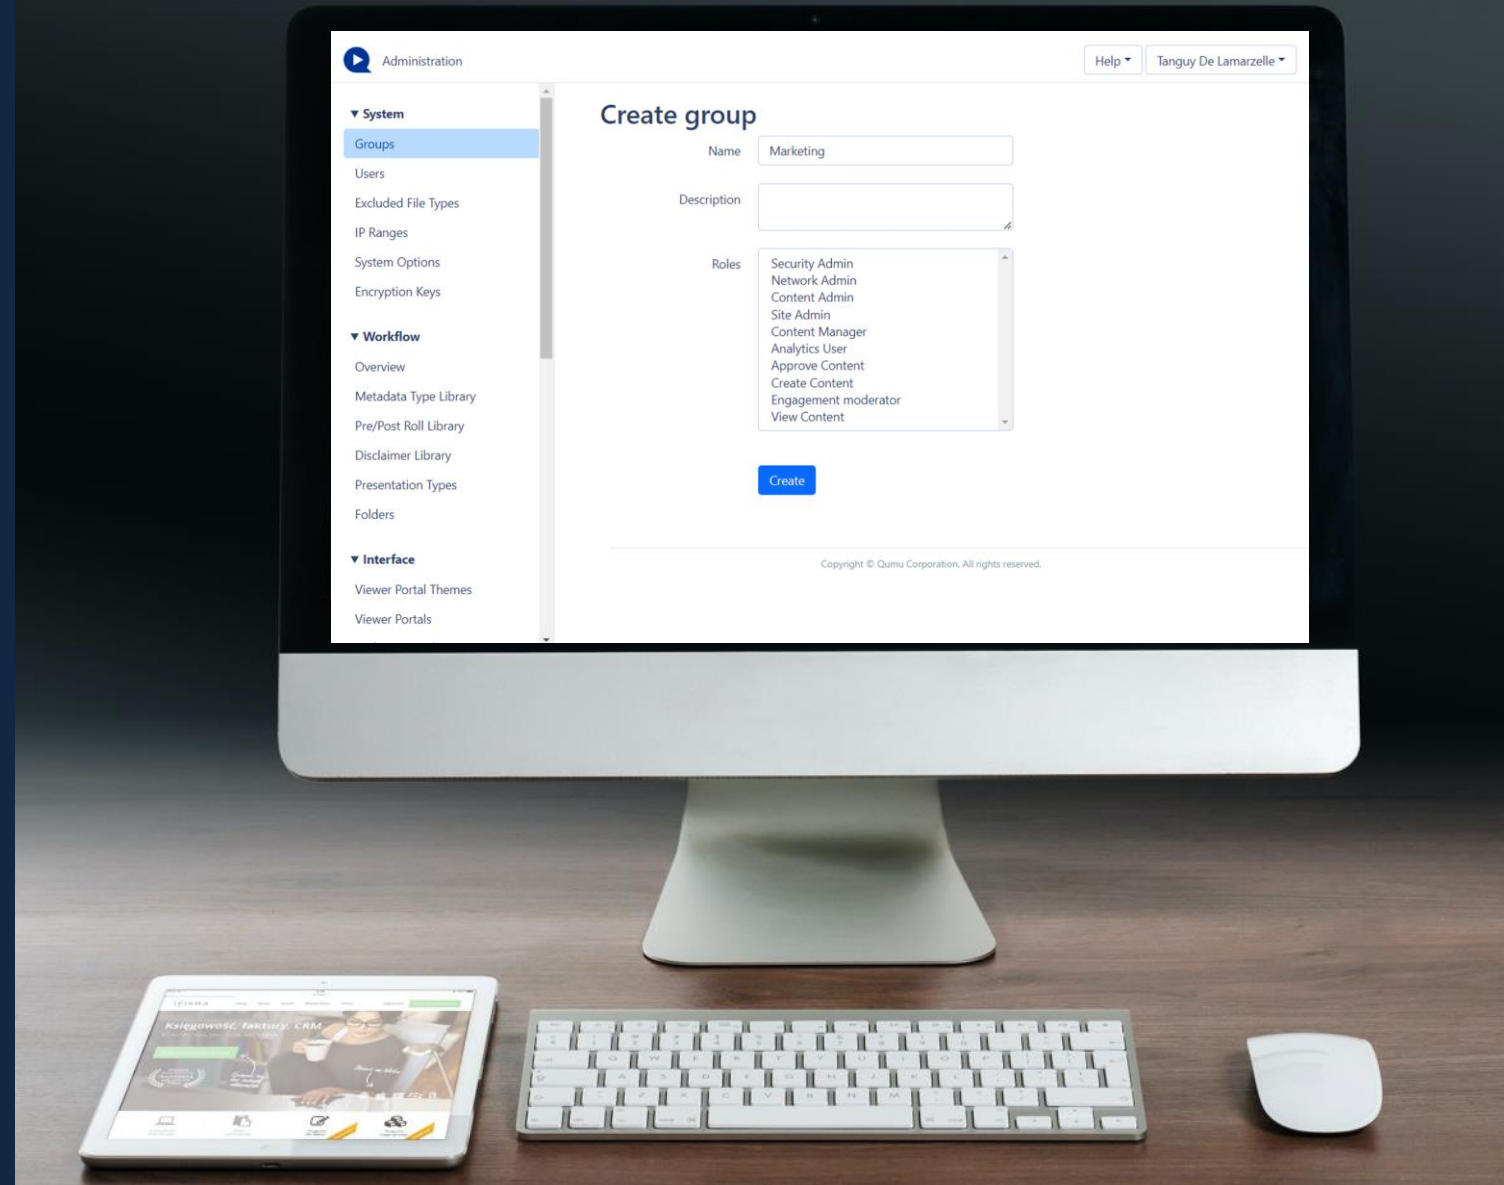 Administration
Help
Tanguy De Lamarzelle
System
Groups
Users
Excluded File Types
IP Ranges
System Options
Encryption Keys
Workflow
Overview
Metadata Type Library
Pre/Post Roll Library
Disclaimer Library
Presentation Types
Folders
Interface
Viewer Portal Themes
Viewer Portals
Create group
Name
Marketing
Description
Roles
Security Admin
Network Admin
Content Admin
Site Admin
Content Manager
Analytics User
Approve Content
Create Content
Engagement moderator
View Content
Create
Copyright © Qumu Corporation. All rights reserved.
Księgowość, faktury, CRM